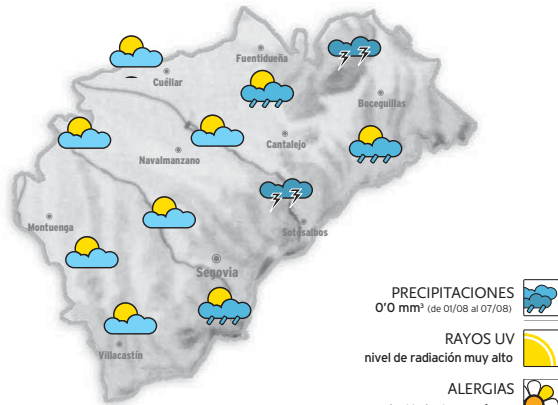 Fuentidueña
Cuéllar
Boceguillas
Cantalejo
Navalmanzano
Montuenga
Sotosalbos
Segovia
Villacastín
PRECIPITACIONES
0'0 mm³ (de 01/08 al 07/08)
RAYOS UV
nivel de radiación muy alto
ALERGIAS